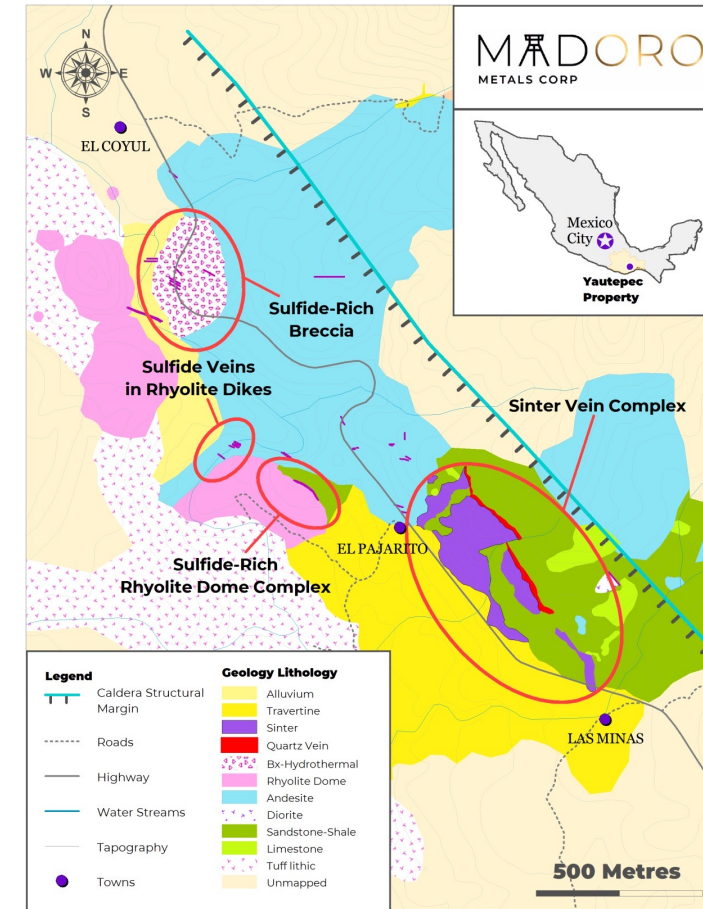 N
W
E
S
EL COYUL
MADORO
METALS CORP
Mexico
City
Yautepec
Property
Sulfide-Rich
Breccia
Sulfide Veins
in Rhyolite Dikes
Sinter Vein Complex
EL PAJARITO
Sulfide-Rich
Rhyolite Dome Complex
LAS MINAS
Legend
Caldera Structural
Margin
Roads
Highway
Water Streams
Tapography
Towns
Geology Lithology
Alluvium
Travertine
Sinter
Quartz Vein
Bx-Hydrothermal
Rhyolite Dome
Andesite
Diorite
Sandstone-Shale
Limestone
Tuff lithic
Unmapped
500 Metres